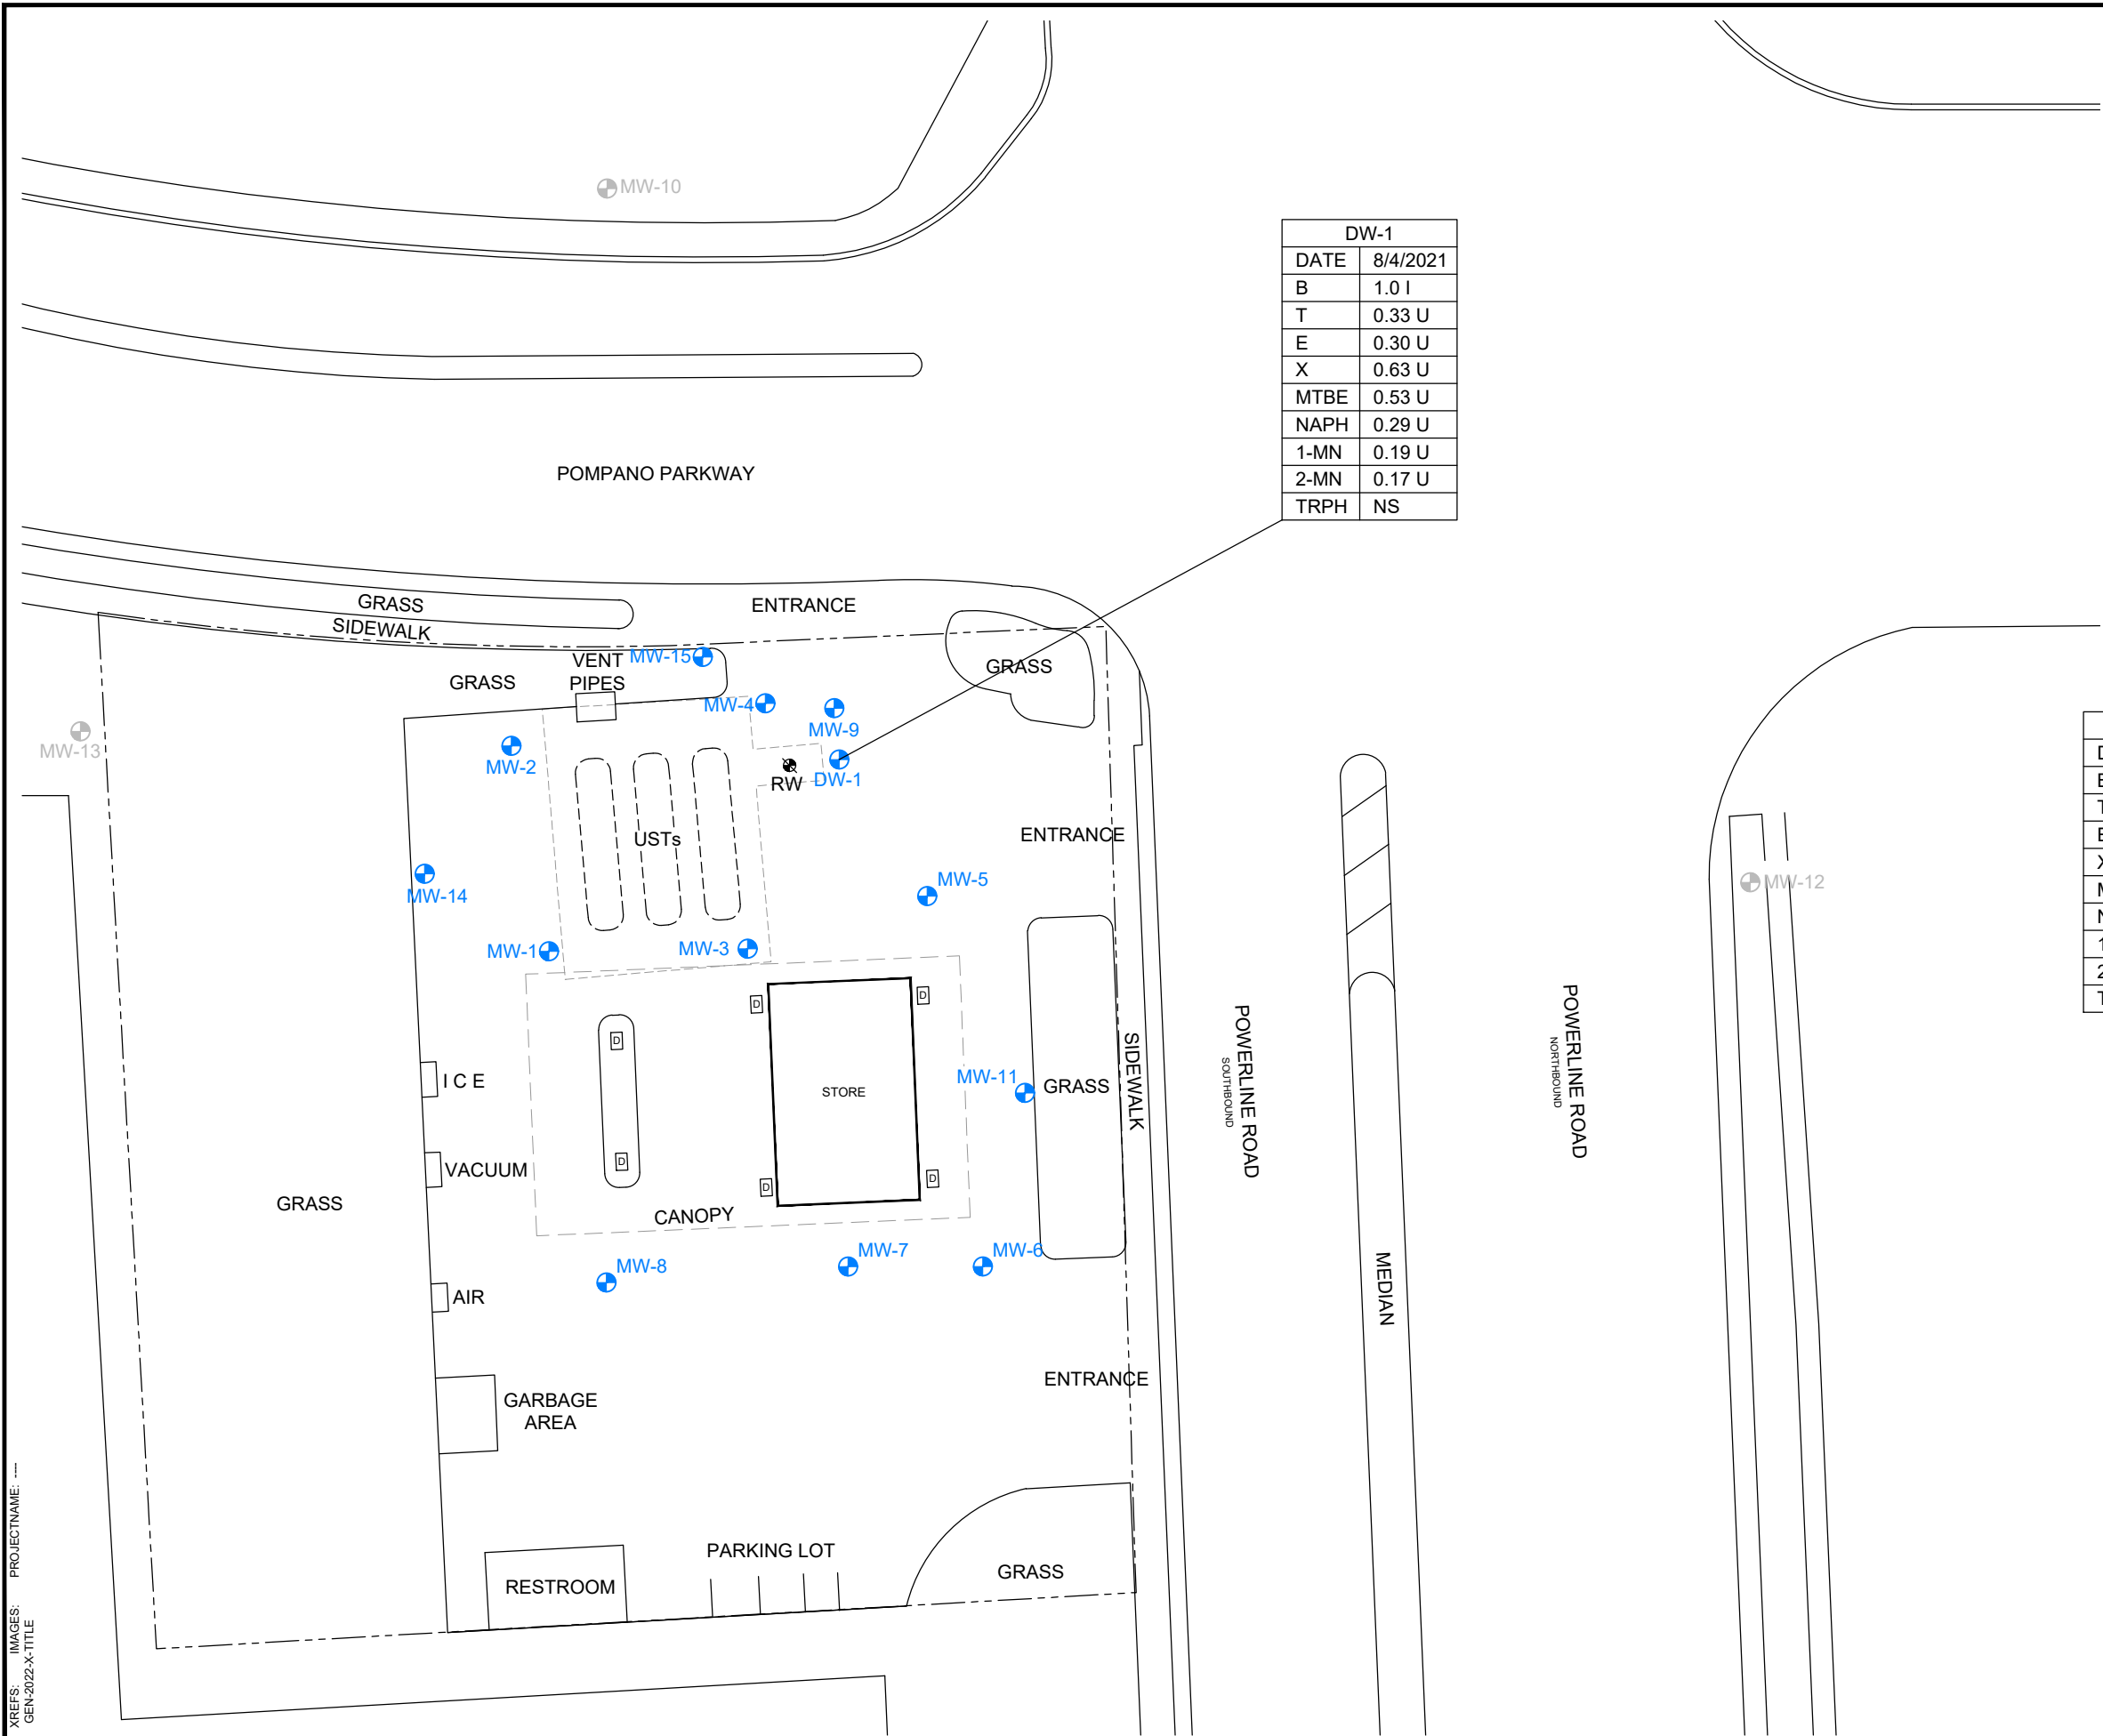 MW-10
DW-1
DATE 8/4/2021
B 1.0 I
T 0.33 U
E 0.30 U
X 0.63 U
MTBE 0.53 U
NAPH 0.29 U
1-MN 0.19 U
2-MN 0.17 U
TRPH NS
POMPANO PARKWAY
GRASS
SIDEWALK
ENTRANCE
VENT
PIPES
MW-15
GRASS
GRASS
MW-4
MW-9
MW-13
MW-2
RW
DW-1
USTs
ENTRANCE
MW-5
MW-14
MW-12
MW-1
MW-3
D
D
D
I C E
STORE
MW-11
GRASS
SIDEWALK
POWERLINE ROAD
SOUTHBOUND
POWERLINE ROAD
NORTHBOUND
VACUUM
D
D
D
GRASS
CANOPY
MW-8
MW-7
MW-6
MEDIAN
AIR
ENTRANCE
GARBAGE
AREA
PARKING LOT
RESTROOM
GRASS
XREFS: IMAGES: PROJECTNAME: ----
GEN-2022-X-TITLE